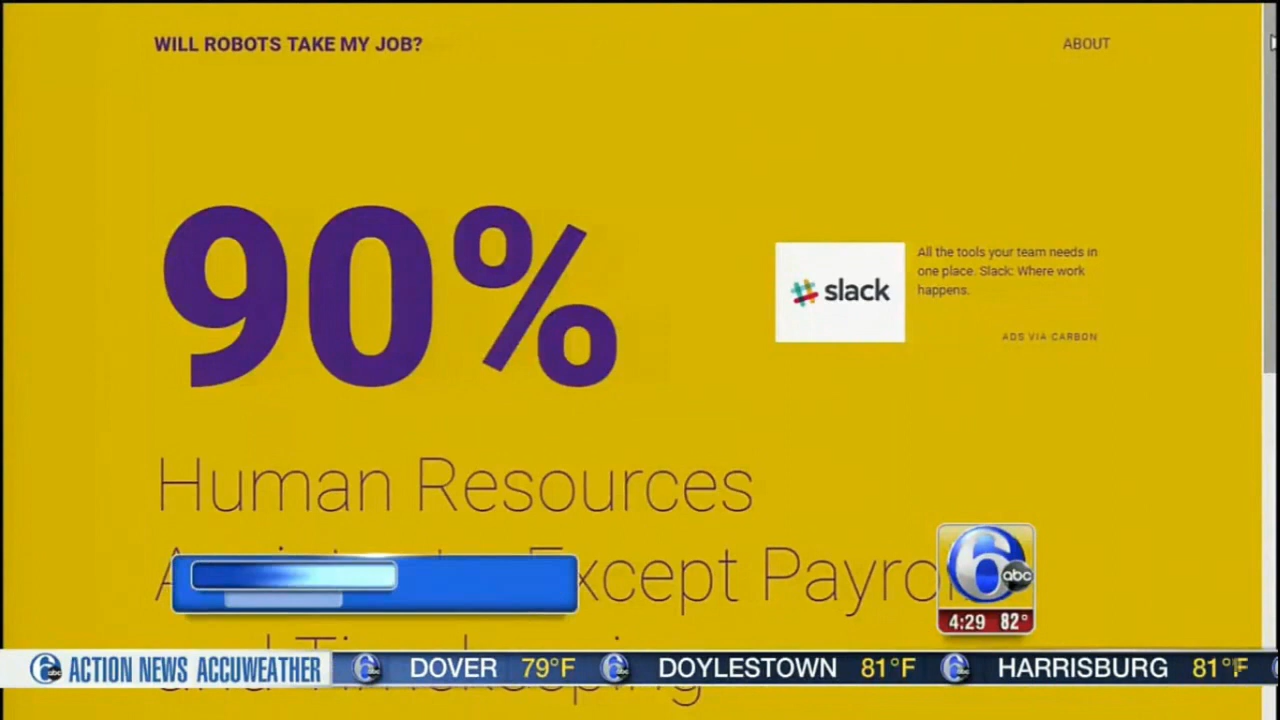 WILL ROBOTS TAKE MY JOB?
ABOUT
90%
slack
All the tools your team needs in
one place. Slack: Where work
happens.
ADS VIA CARBON
Human Resources
Except Payro
6
abc
4:29 82°
ACTION NEWS ACCUWEATHER DOVER 79°F DOYLESTOWN 81°F HARRISBURG 81°F